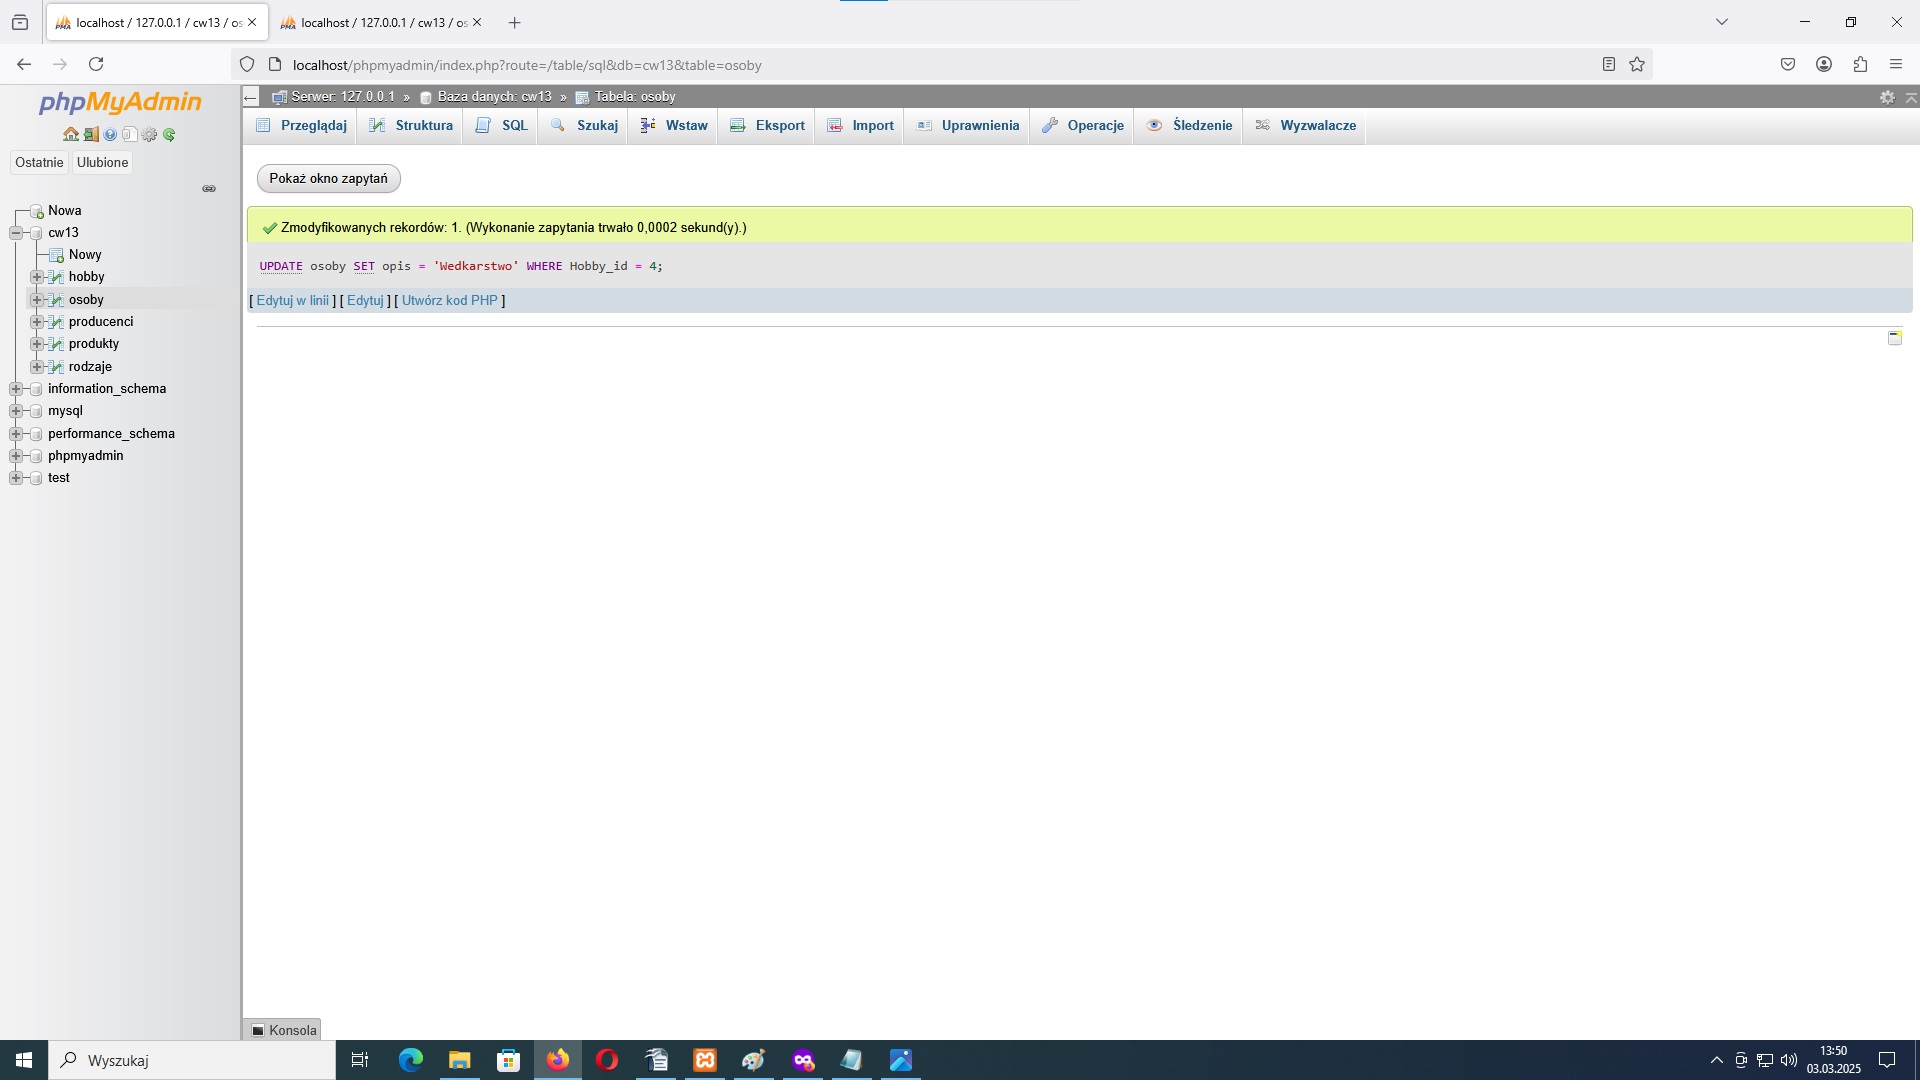 localhost / 127.0.0.1 / cw13 / os
localhost / 127.0.0.1 / cw13 / os
localhost/phpmyadmin/index.php?route=/table/sql&db=cw13&table=osoby
phpMyAdmin
Ostatnie
Ulubione
Nowa
cw13
Nowy
hobby
osoby
producenci
produkty
rodzaje
information_schema
mysql
performance_schema
phpmyadmin
test
Serwer: 127.0.0.1 » Baza danych: cw13 » Tabela: osoby
Przeglądaj
Struktura
SQL
Szukaj
Wstaw
Eksport
Import
Uprawnienia
Operacje
Śledzenie
Wyzwalacze
Pokaż okno zapytań
Zmodyfikowanych rekordów: 1. (Wykonanie zapytania trwało 0,0002 sekund(y).)
UPDATE osoby SET opis = 'Wedkarstwo' WHERE Hobby_id = 4;
[ Edytuj w linii ] [ Edytuj ] [ Utwórz kod PHP ]
Konsola
Wyszukaj
13:50
03.03.2025